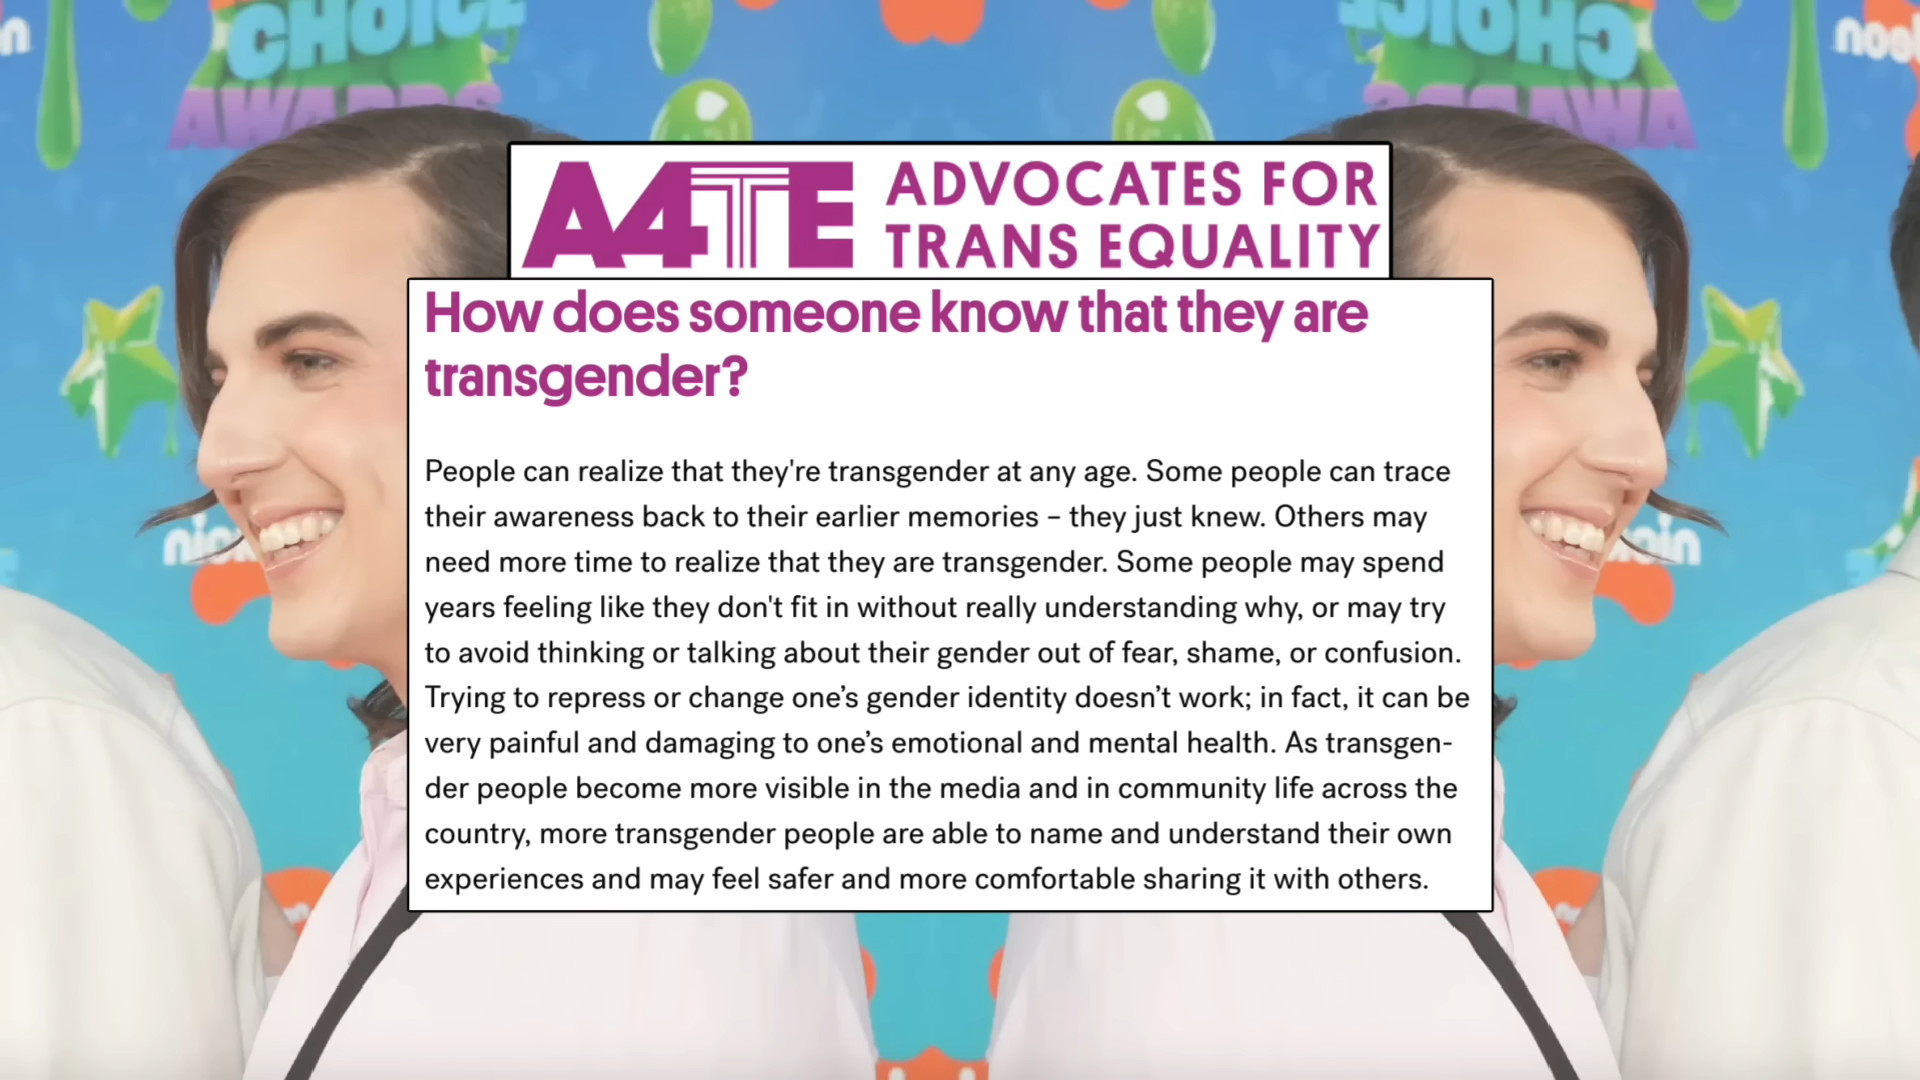 CHOICE
AWARDS
A4TE
ADVOCATES FOR
TRANS EQUALITY
How does someone know that they are
transgender?
People can realize that they're transgender at any age. Some people can trace
their awareness back to their earlier memories – they just knew. Others may
need more time to realize that they are transgender. Some people may spend
years feeling like they don't fit in without really understanding why, or may try
to avoid thinking or talking about their gender out of fear, shame, or confusion.
Trying to repress or change one’s gender identity doesn’t work; in fact, it can be
very painful and damaging to one’s emotional and mental health. As transgen-
der people become more visible in the media and in community life across the
country, more transgender people are able to name and understand their own
experiences and may feel safer and more comfortable sharing it with others.